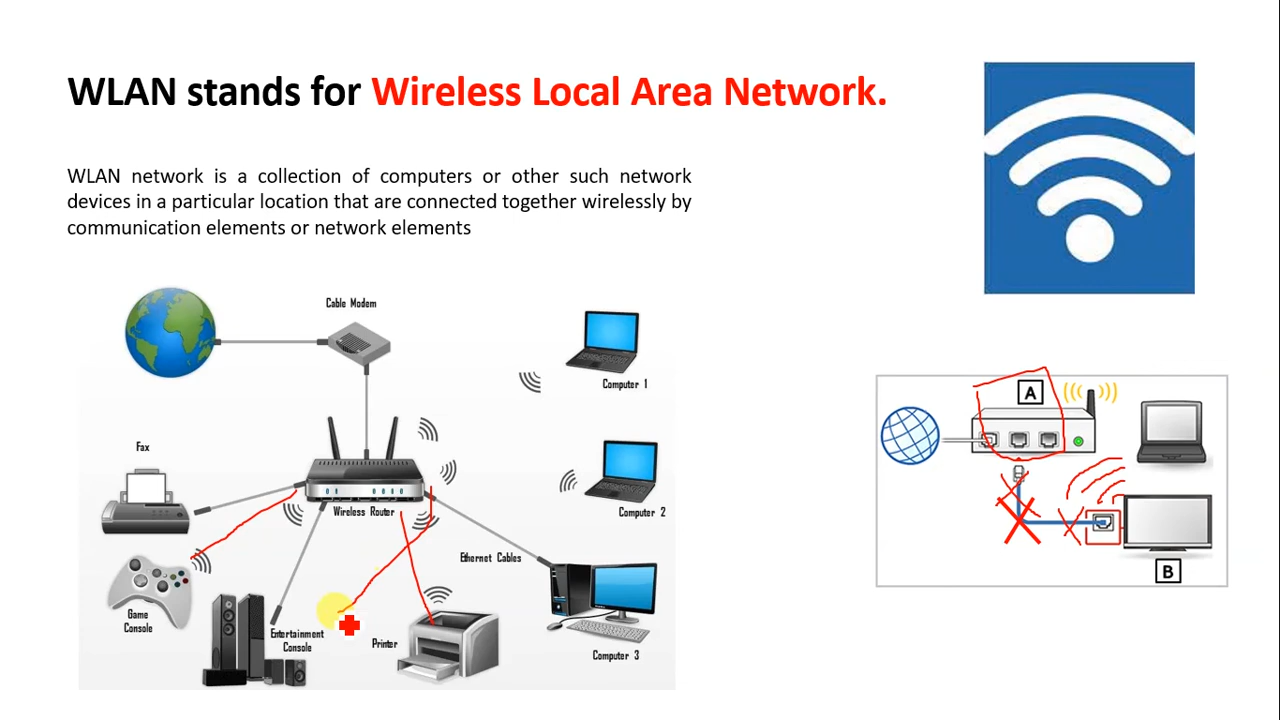 WLAN stands for Wireless Local Area Network.
WLAN network is a collection of computers or other such network
devices in a particular location that are connected together wirelessly by
communication elements or network elements
Cable Modem
Computer 1
Fax
Computer 2
Wireless Router
Ethernet Cables
Game
Console
Entertainment
Console
Printer
Computer 3
A
B